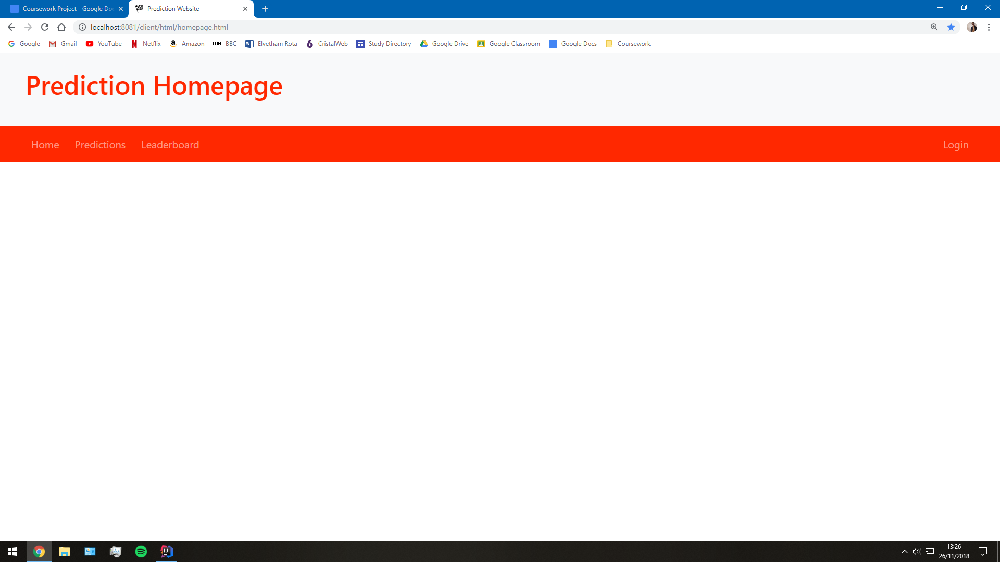 Coursework Project - Google Doc
Prediction Website
localhost:8081/client/html/homepage.html
Google
Gmail
YouTube
Netflix
Amazon
BBC
BBC
Elvetham Rota
CristalWeb
Study Directory
Google Drive
Google Classroom
Google Docs
Coursework
Prediction Homepage
Home
Predictions
Leaderboard
Login
13:26
26/11/2018